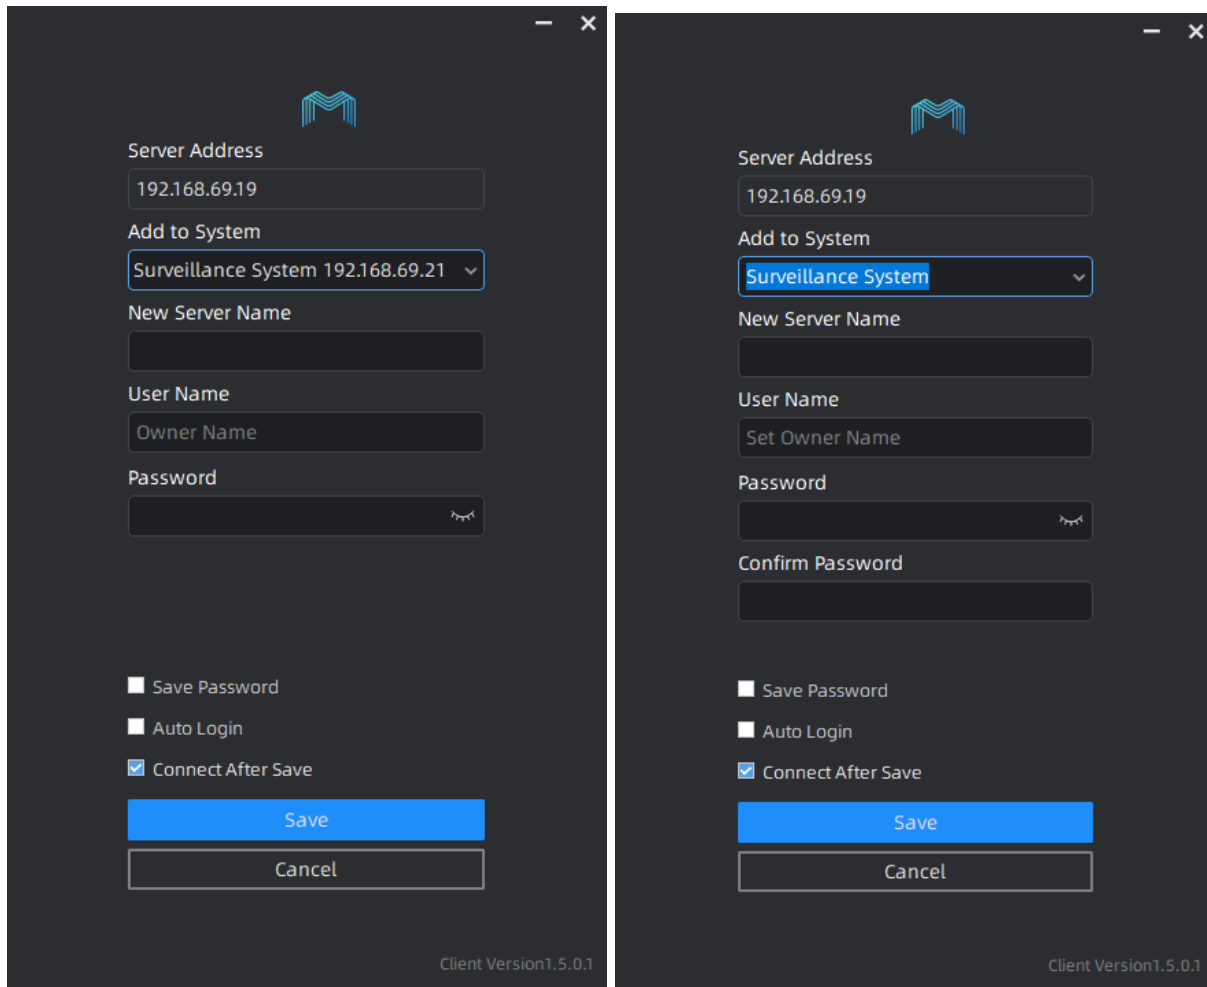 Server Address
192.168.69.19
Add to System
Surveillance System 192.168.69.21
New Server Name
User Name
Owner Name
Password
Save Password
Auto Login
Connect After Save
Save
Cancel
Client Version1.5.0.1
Server Address
192.168.69.19
Add to System
Surveillance System
New Server Name
User Name
Set Owner Name
Password
Confirm Password
Save Password
Auto Login
Connect After Save
Save
Cancel
Client Version1.5.0.1